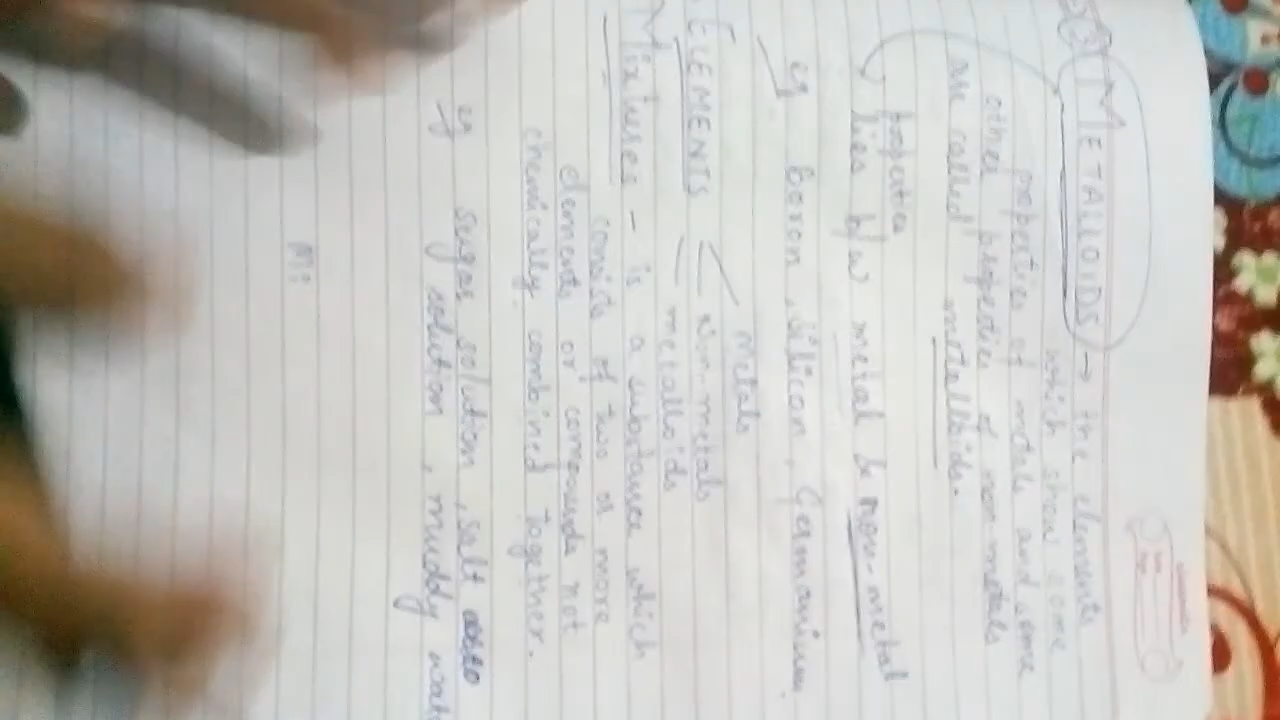 METALLOIDS → the elements
which show some
properties of metals and some
other properties of non-metals
are called metalloids.
properties
lies b/w metal & non-metal
eg Boron, silicon, Germanium.
Metals
ELEMENTS Non-metals
metalloids
Mixtures - is a substance which
consists of two or more
elements or compounds not
chemically combined together.
eg sugar solution, salt
solution, muddy wat
Mi